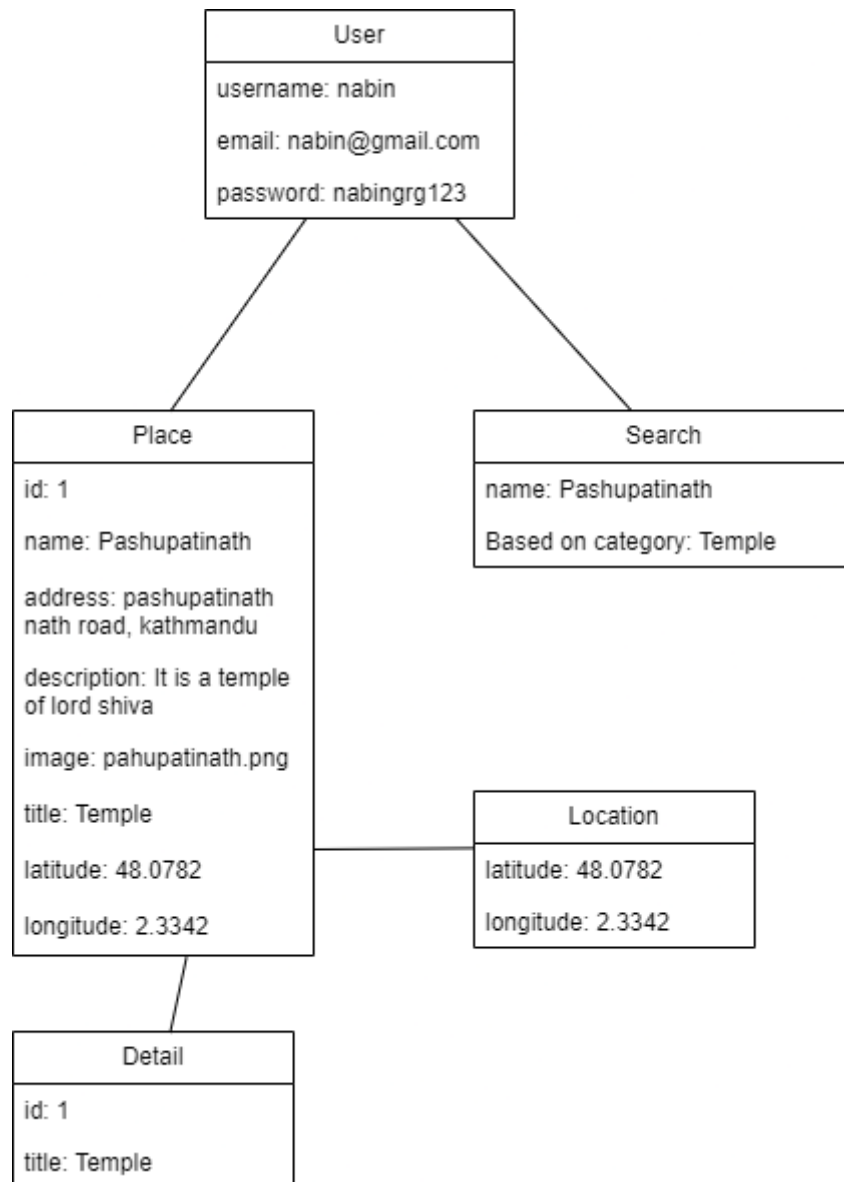 User
username: nabin
email: nabin@gmail.com
password: nabingrg123
Place
id: 1
name: Pashupatinath
address: pashupatinath
nath road, kathmandu
description: It is a temple
of lord shiva
image: pahupatinath.png
title: Temple
latitude: 48.0782
longitude: 2.3342
Search
name: Pashupatinath
Based on category: Temple
Location
latitude: 48.0782
longitude: 2.3342
Detail
id: 1
title: Temple